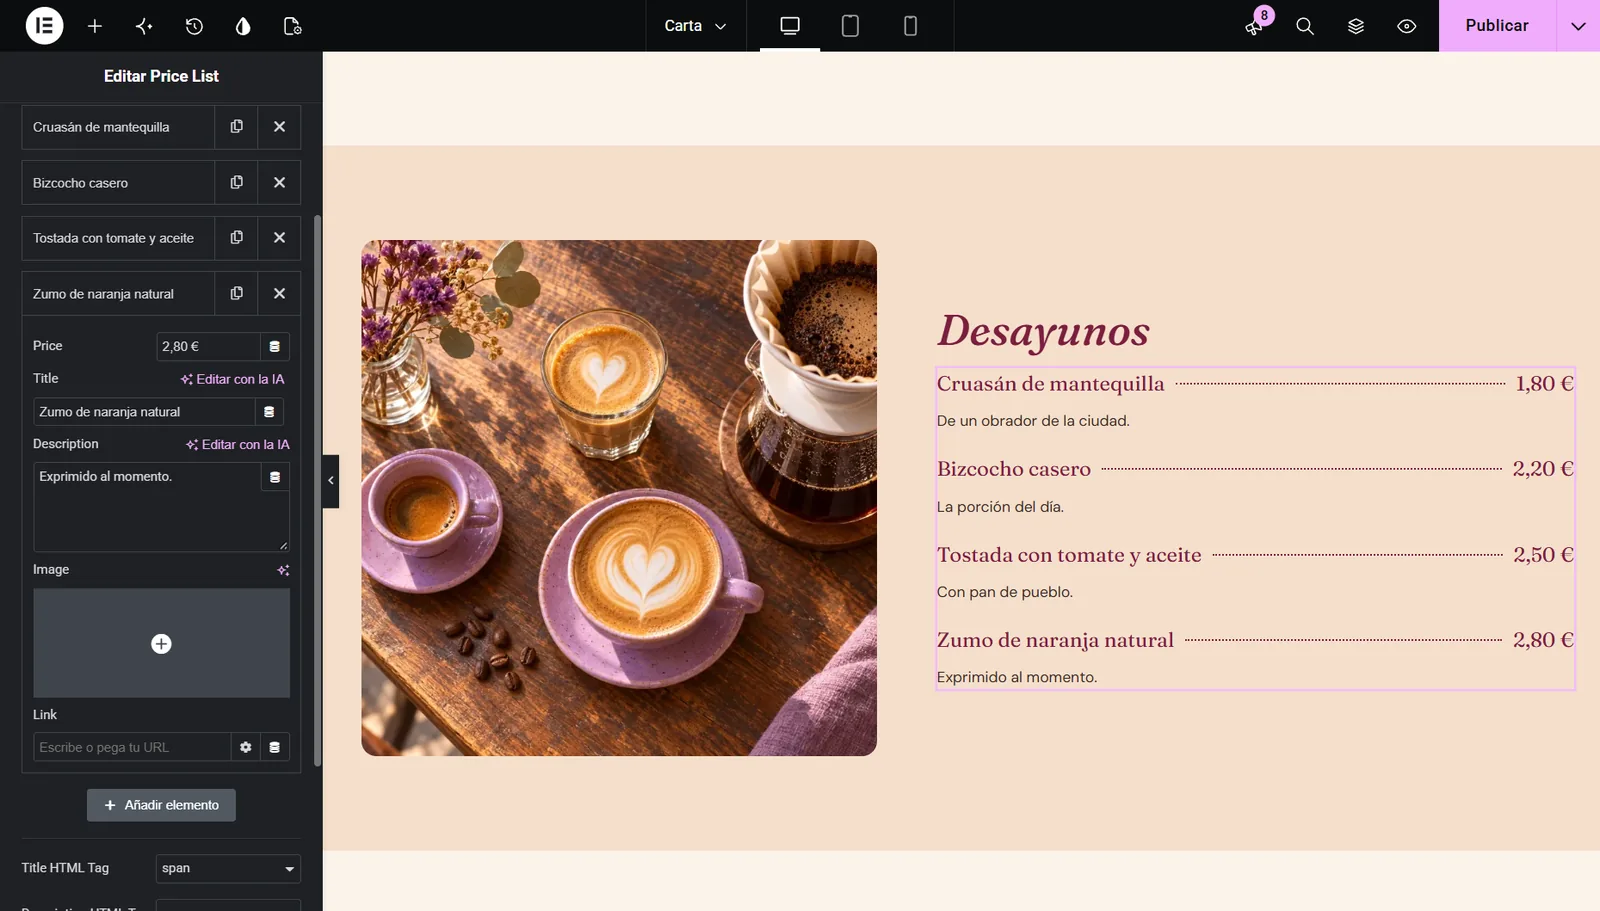 Carta
8
Publicar
Editar Price List
Cruasán de mantequilla
Bizcocho casero
Tostada con tomate y aceite
Zumo de naranja natural
Price
2,80 €
Title
Editar con la IA
Zumo de naranja natural
Description
Editar con la IA
Exprimido al momento.
Image
Link
Escribe o pega tu URL
Añadir elemento
Title HTML Tag
span
Desayunos
Cruasán de mantequilla 1,80 €
De un obrador de la ciudad.
Bizcocho casero 2,20 €
La porción del día.
Tostada con tomate y aceite 2,50 €
Con pan de pueblo.
Zumo de naranja natural 2,80 €
Exprimido al momento.